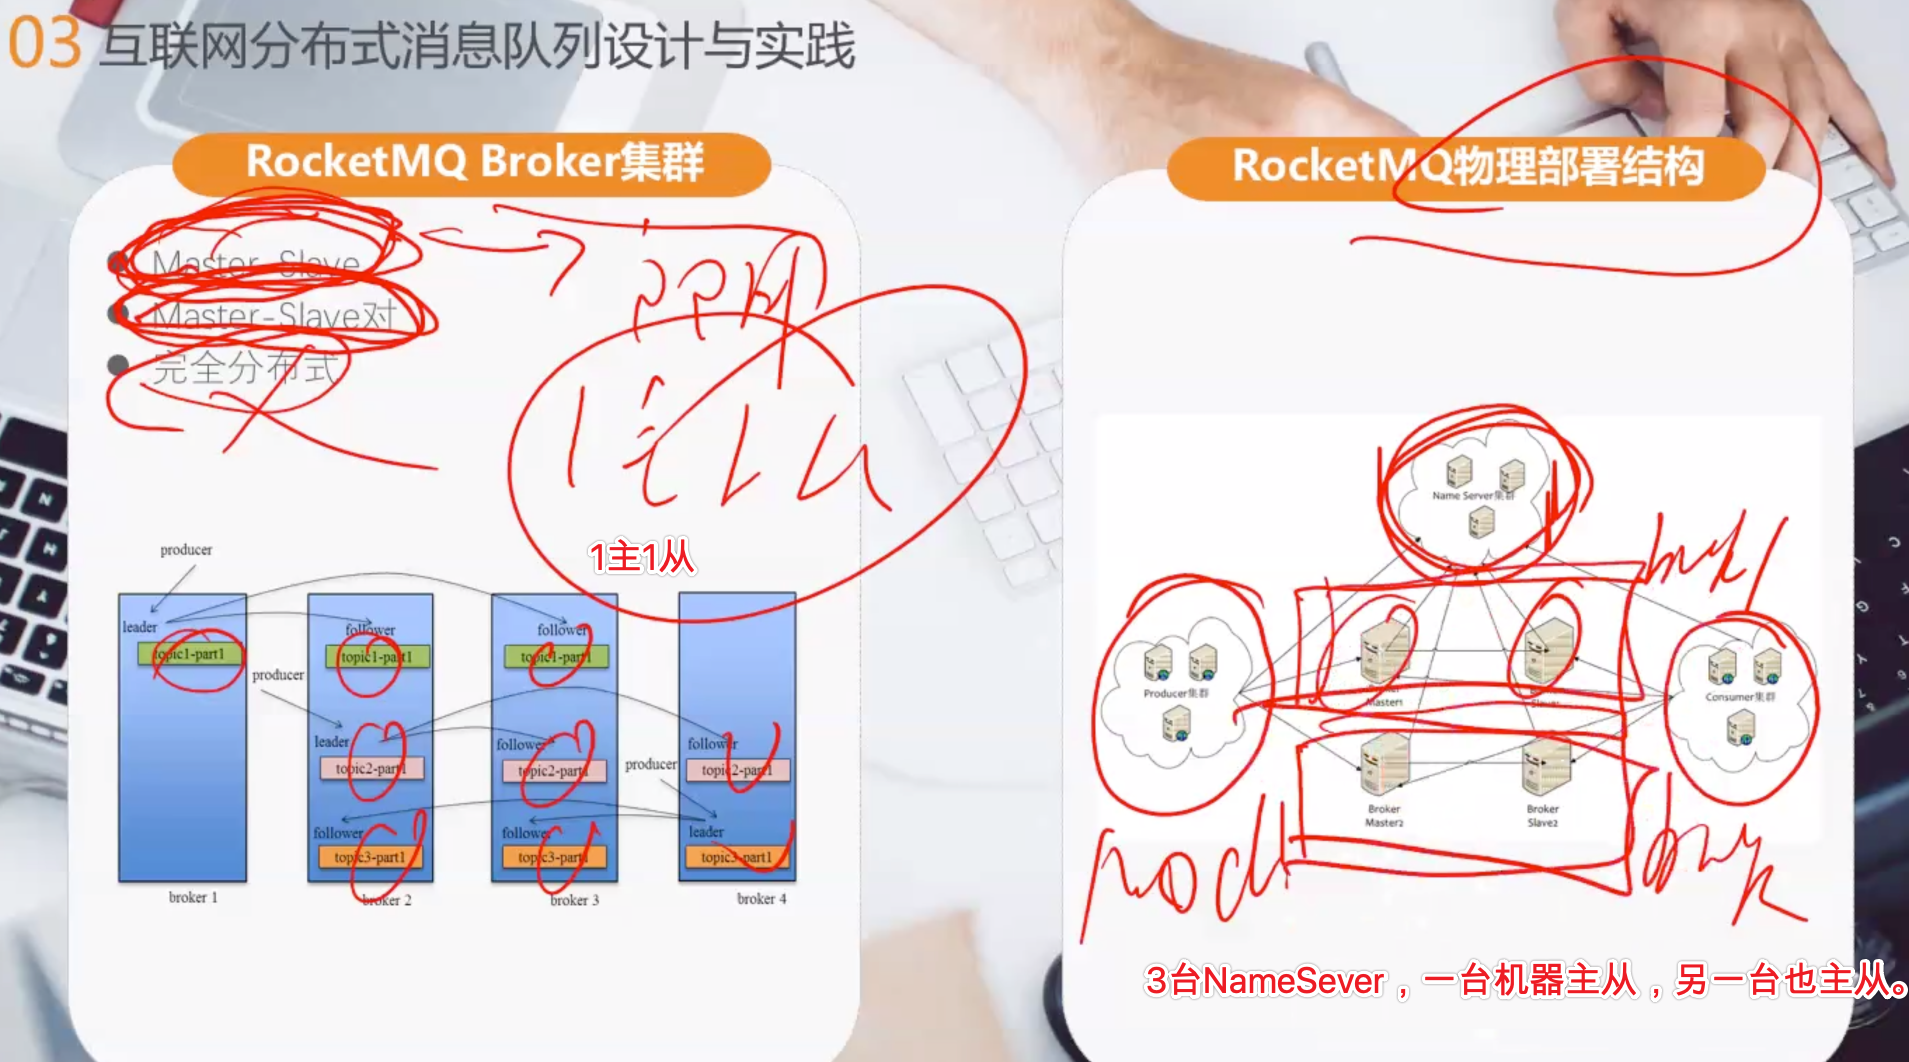 03 互联网分布式消息队列设计与实践
RocketMQ Broker集群
Master-Slave
Master-Slave对
完全分布式
1主1从
producer
leader
topic1-part1
follower
topic1-part1
follower
topic1-part1
producer
leader
topic2-part1
follower
topic2-part1
follower
topic2-part1
producer
follower
topic3-part1
follower
topic3-part1
leader
topic3-part1
broker 1
broker 2
broker 3
broker 4
RocketMQ物理部署结构
Name Server集群
Producer集群
Master1
Consumer集群
Broker
Master2
Broker
Slave2
3台NameSever，一台机器主从，另一台也主从。